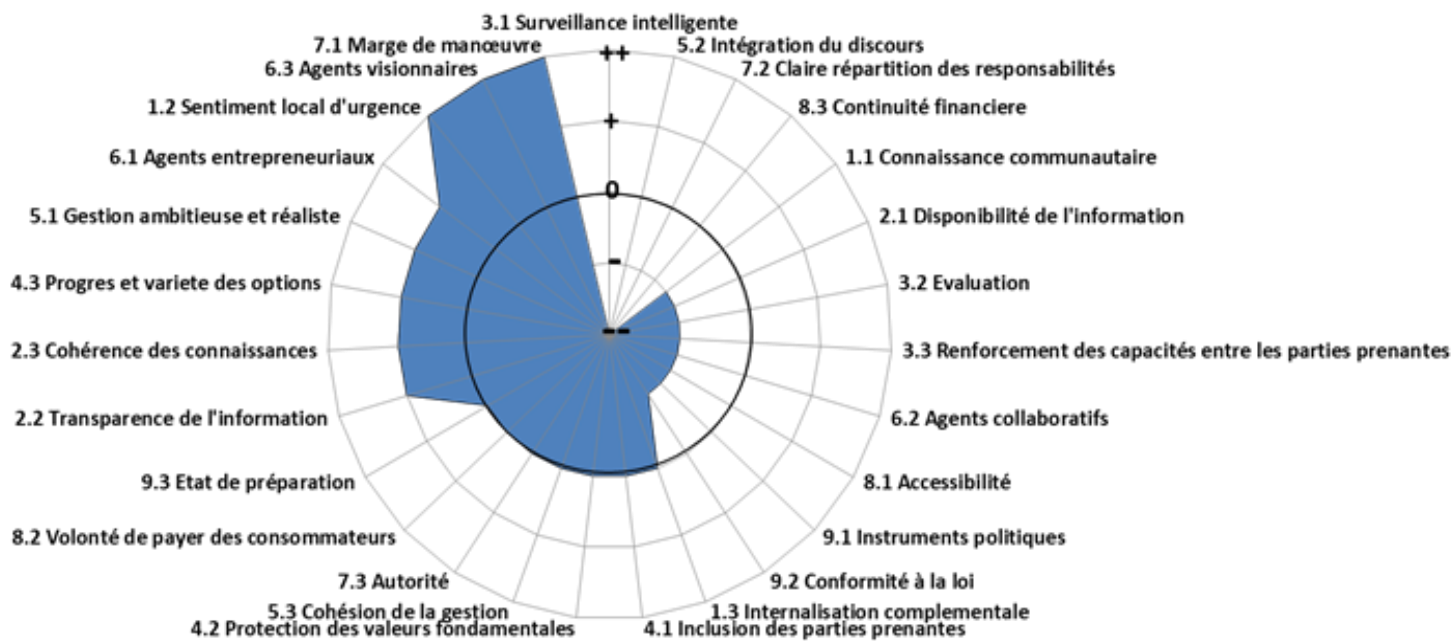 3.1 Surveillance intelligente
7.1 Marge de manœuvre
++
5.2 Intégration du discours
6.3 Agents visionnaires
7.2 Claire répartition des responsabilités
1.2 Sentiment local d'urgence
+
8.3 Continuité financiere
6.1 Agents entrepreneuriaux
1.1 Connaissance communautaire
0
5.1 Gestion ambitieuse et réaliste
2.1 Disponibilité de l'information
-
4.3 Progres et variete des options
3.2 Evaluation
--
2.3 Cohérence des connaissances
3.3 Renforcement des capacités entre les parties prenantes
2.2 Transparence de l'information
6.2 Agents collaboratifs
9.3 Etat de préparation
8.1 Accessibilité
8.2 Volonté de payer des consommateurs
9.1 Instruments politiques
7.3 Autorité
9.2 Conformité à la loi
5.3 Cohésion de la gestion
1.3 Internalisation complementale
4.2 Protection des valeurs fondamentales
4.1 Inclusion des parties prenantes